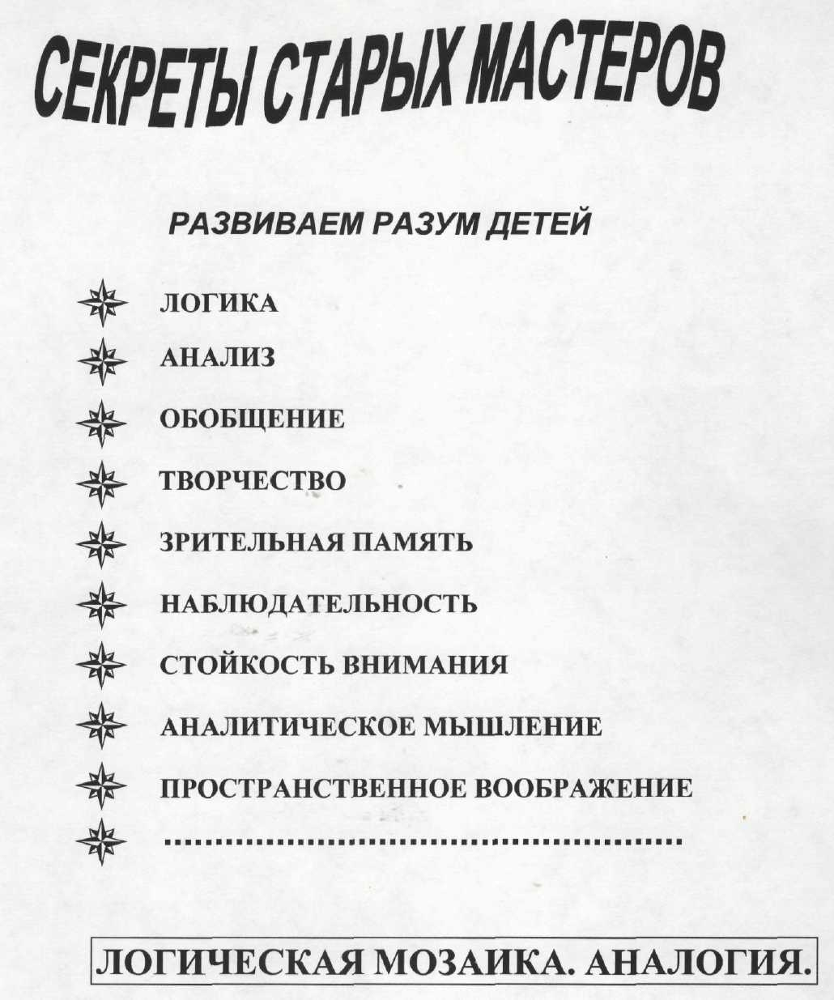 СЕКРЕТЫ СТАРЫХ МАСТЕРОВ
РАЗВИВАЕМ РАЗУМ ДЕТЕЙ
ЛОГИКА
АНАЛИЗ
ОБОБЩЕНИЕ
ТВОРЧЕСТВО
ЗРИТЕЛЬНАЯ ПАМЯТЬ
НАБЛЮДАТЕЛЬНОСТЬ
СТОЙКОСТЬ ВНИМАНИЯ
АНАЛИТИЧЕСКОЕ МЫШЛЕНИЕ
ПРОСТРАНСТВЕННОЕ ВООБРАЖЕНИЕ
......................................................
ЛОГИЧЕСКАЯ МОЗАИКА. АНАЛОГИЯ.